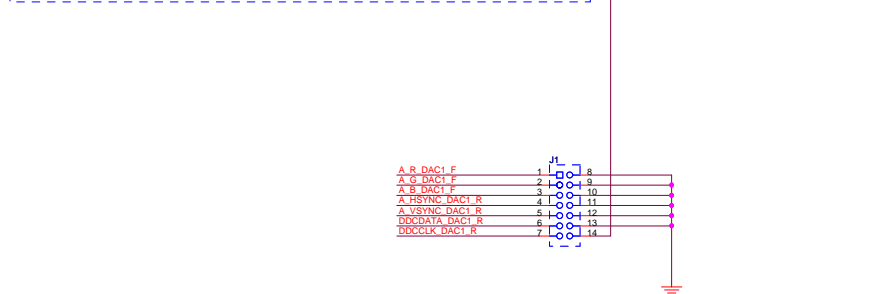 J1
A_R_DAC1_F 1 8
A_G_DAC1_F 2 9
A_B_DAC1_F 3 10
A_HSYNC_DAC1_R 4 11
A_VSYNC_DAC1_R 5 12
DDCDATA_DAC1_R 6 13
DDCCLK_DAC1_R 7 14